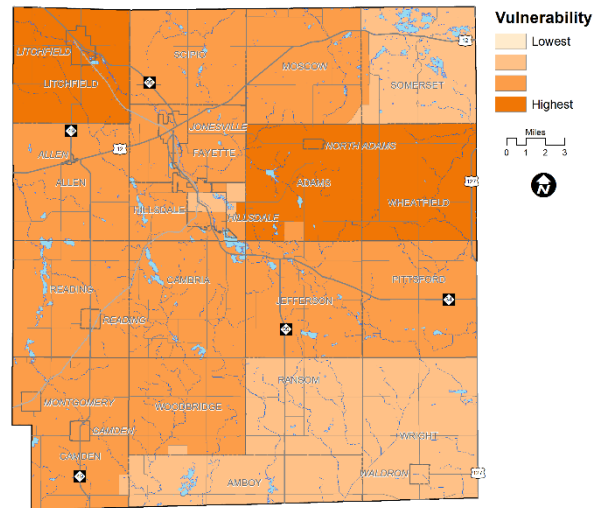 Vulnerability
Lowest
Highest
Miles
0 1 2 3
N
LITCHFIELD
LITCHFIELD
SCIPIO
MOSCOW
SOMERSET
12
JONESVILLE
FAYETTE
NORTH ADAMS
ALLEN
12
ALLEN
ADAMS
WHEATFIELD
127
HILLSDALE
HILLSDALE
READING
CAMBRIA
JEFFERSON
PITTSFORD
READING
RANSOM
MONTGOMERY
WOODBRIDGE
CAMDEN
WRIGHT
CAMDEN
AMBOY
WALDRON
127